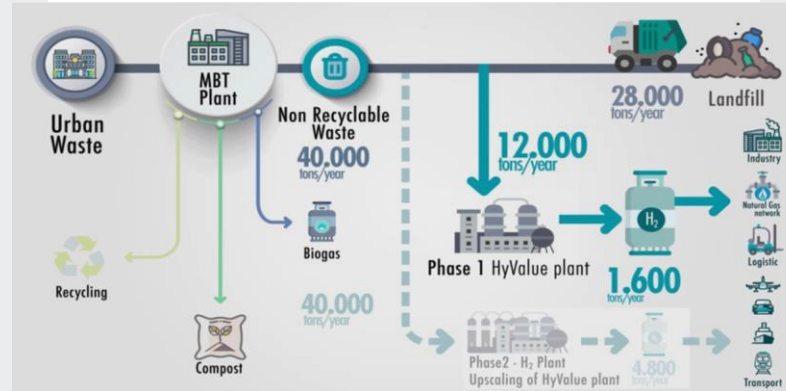 Urban
Waste
MBT
Plant
Non Recyclable
Waste
40.000
tons/year
28.000
tons/year
Landfill
12.000
tons/year
Industry
Natural Gas
network
H2
Logistic
Biogas
Phase 1 HyValue plant
1.600
tons/year
Recycling
40.000
tons/year
Compost
Phase2 - H2 Plant
Upscaling of HyValue plant
4.800
tons/year
Transport